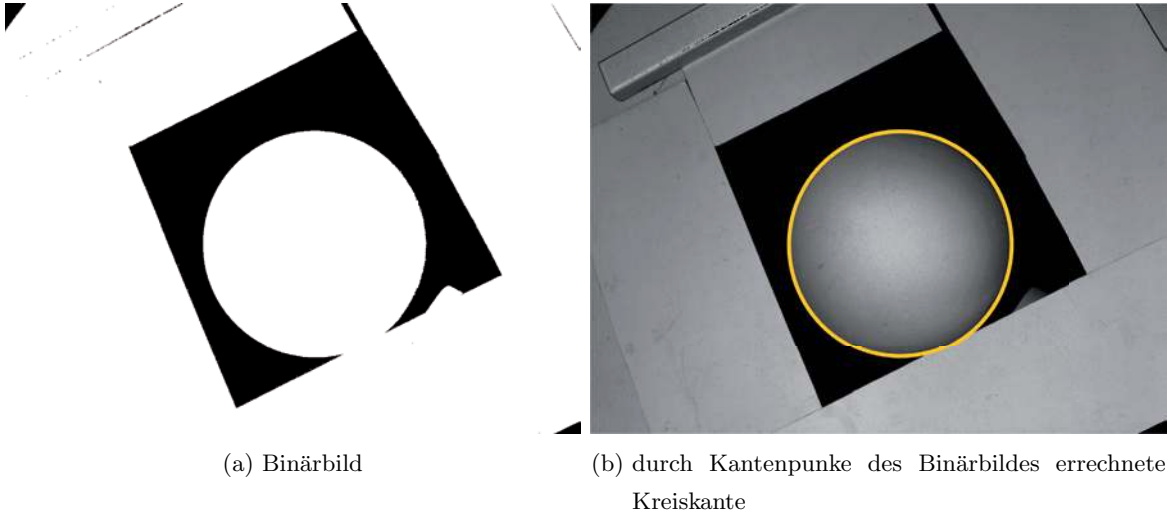 (a) Binärbild
(b) durch Kantenpunke des Binärbildes errechnete
Kreiskante